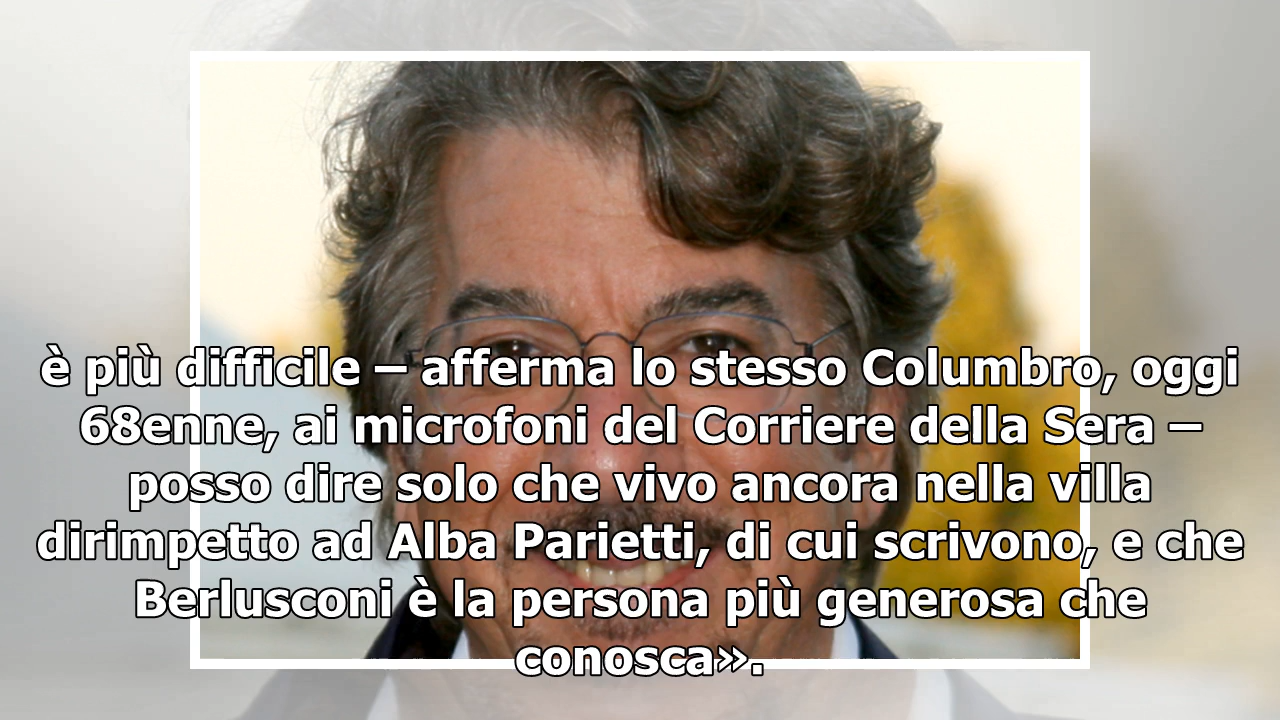 è più difficile – afferma lo stesso Columbro, oggi
68enne, ai microfoni del Corriere della Sera –
posso dire solo che vivo ancora nella villa
dirimpetto ad Alba Parietti, di cui scrivono, e che
Berlusconi è la persona più generosa che
conosca».